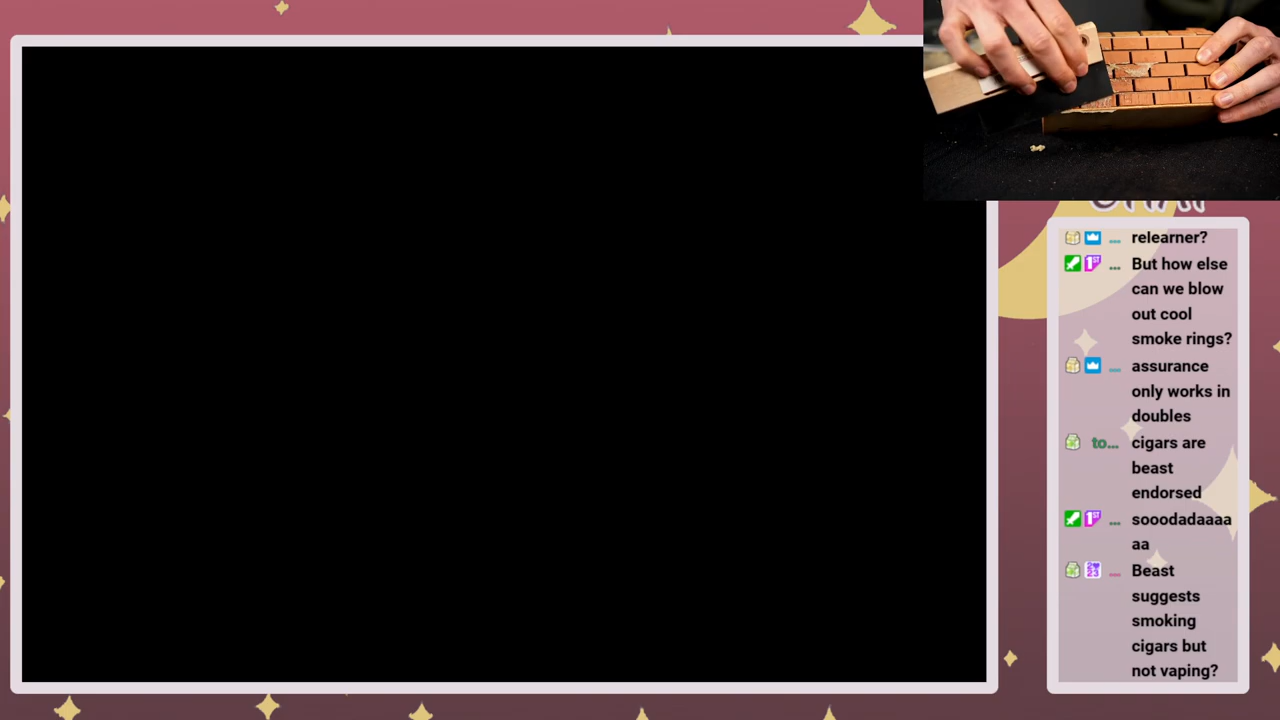 relearner?
But how else
can we blow
out cool
smoke rings?
assurance
only works in
doubles
to... cigars are
beast
endorsed
sooodadaaaa
aa
Beast
suggests
smoking
cigars but
not vaping?